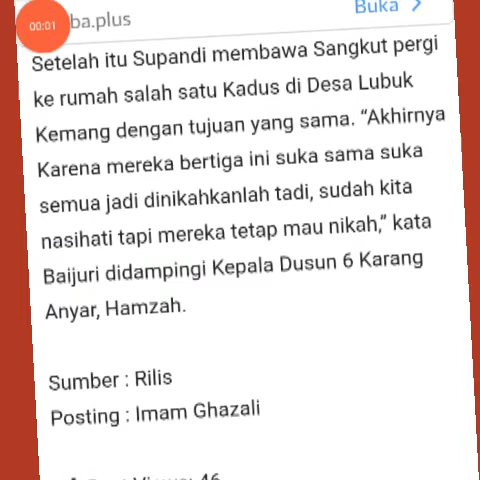 00:01
ba.plus
Buka
Setelah itu Supandi membawa Sangkut pergi
ke rumah salah satu Kadus di Desa Lubuk
Kemang dengan tujuan yang sama. “Akhirnya
Karena mereka bertiga ini suka sama suka
semua jadi dinikahkanlah tadi, sudah kita
nasihati tapi mereka tetap mau nikah,” kata
Baijuri didampingi Kepala Dusun 6 Karang
Anyar, Hamzah.
Sumber : Rilis
Posting : Imam Ghazali